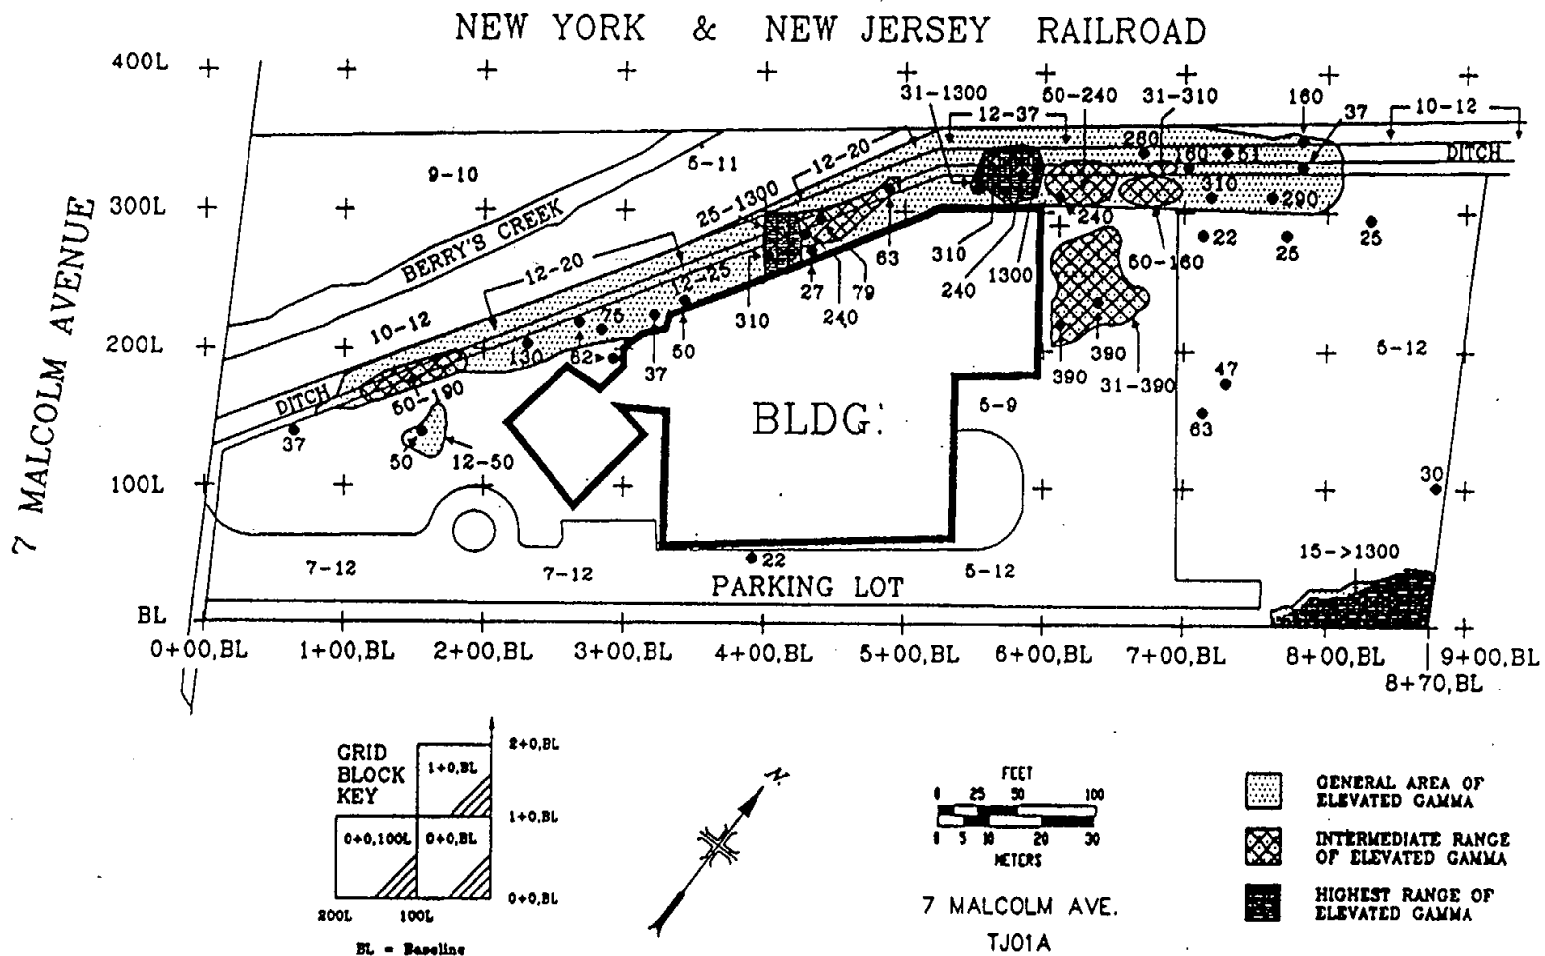 NEW YORK & NEW JERSEY RAILROAD
400L
31-1300
50-240
31-310
160
37
10-12
12-37
280
51
160
DITCH
9-10
5-11
12-20
300L
25-1300
310
290
BERRY'S CREEK
240
22
25
25
63
310
50-160
12-20
12-25
27
79
240
1300
310
240
10-12
75
200L
130
82
50
37
390
390
31-390
5-12
DITCH
50-190
47
5-9
BLDG.
63
37
50
12-50
100L
30
7 MALCOLM AVENUE
15->1300
7-12
7-12
22
5-12
PARKING LOT
BL
0+00,BL 1+00,BL 2+00,BL 3+00,BL 4+00,BL 5+00,BL 6+00,BL 7+00,BL 8+00,BL 9+00,BL
8+70,BL
GRID
BLOCK
KEY
2+0,BL
1+0,BL
1+0,BL
0+0,100L
0+0,BL
0+0,BL
200L 100L
BL = Baseline
N.
FEET
0 25 50 100
0 5 10 20 30
METERS
7 MALCOLM AVE.
TJ01A
GENERAL AREA OF
ELEVATED GAMMA
INTERMEDIATE RANGE
OF ELEVATED GAMMA
HIGHEST RANGE OF
ELEVATED GAMMA